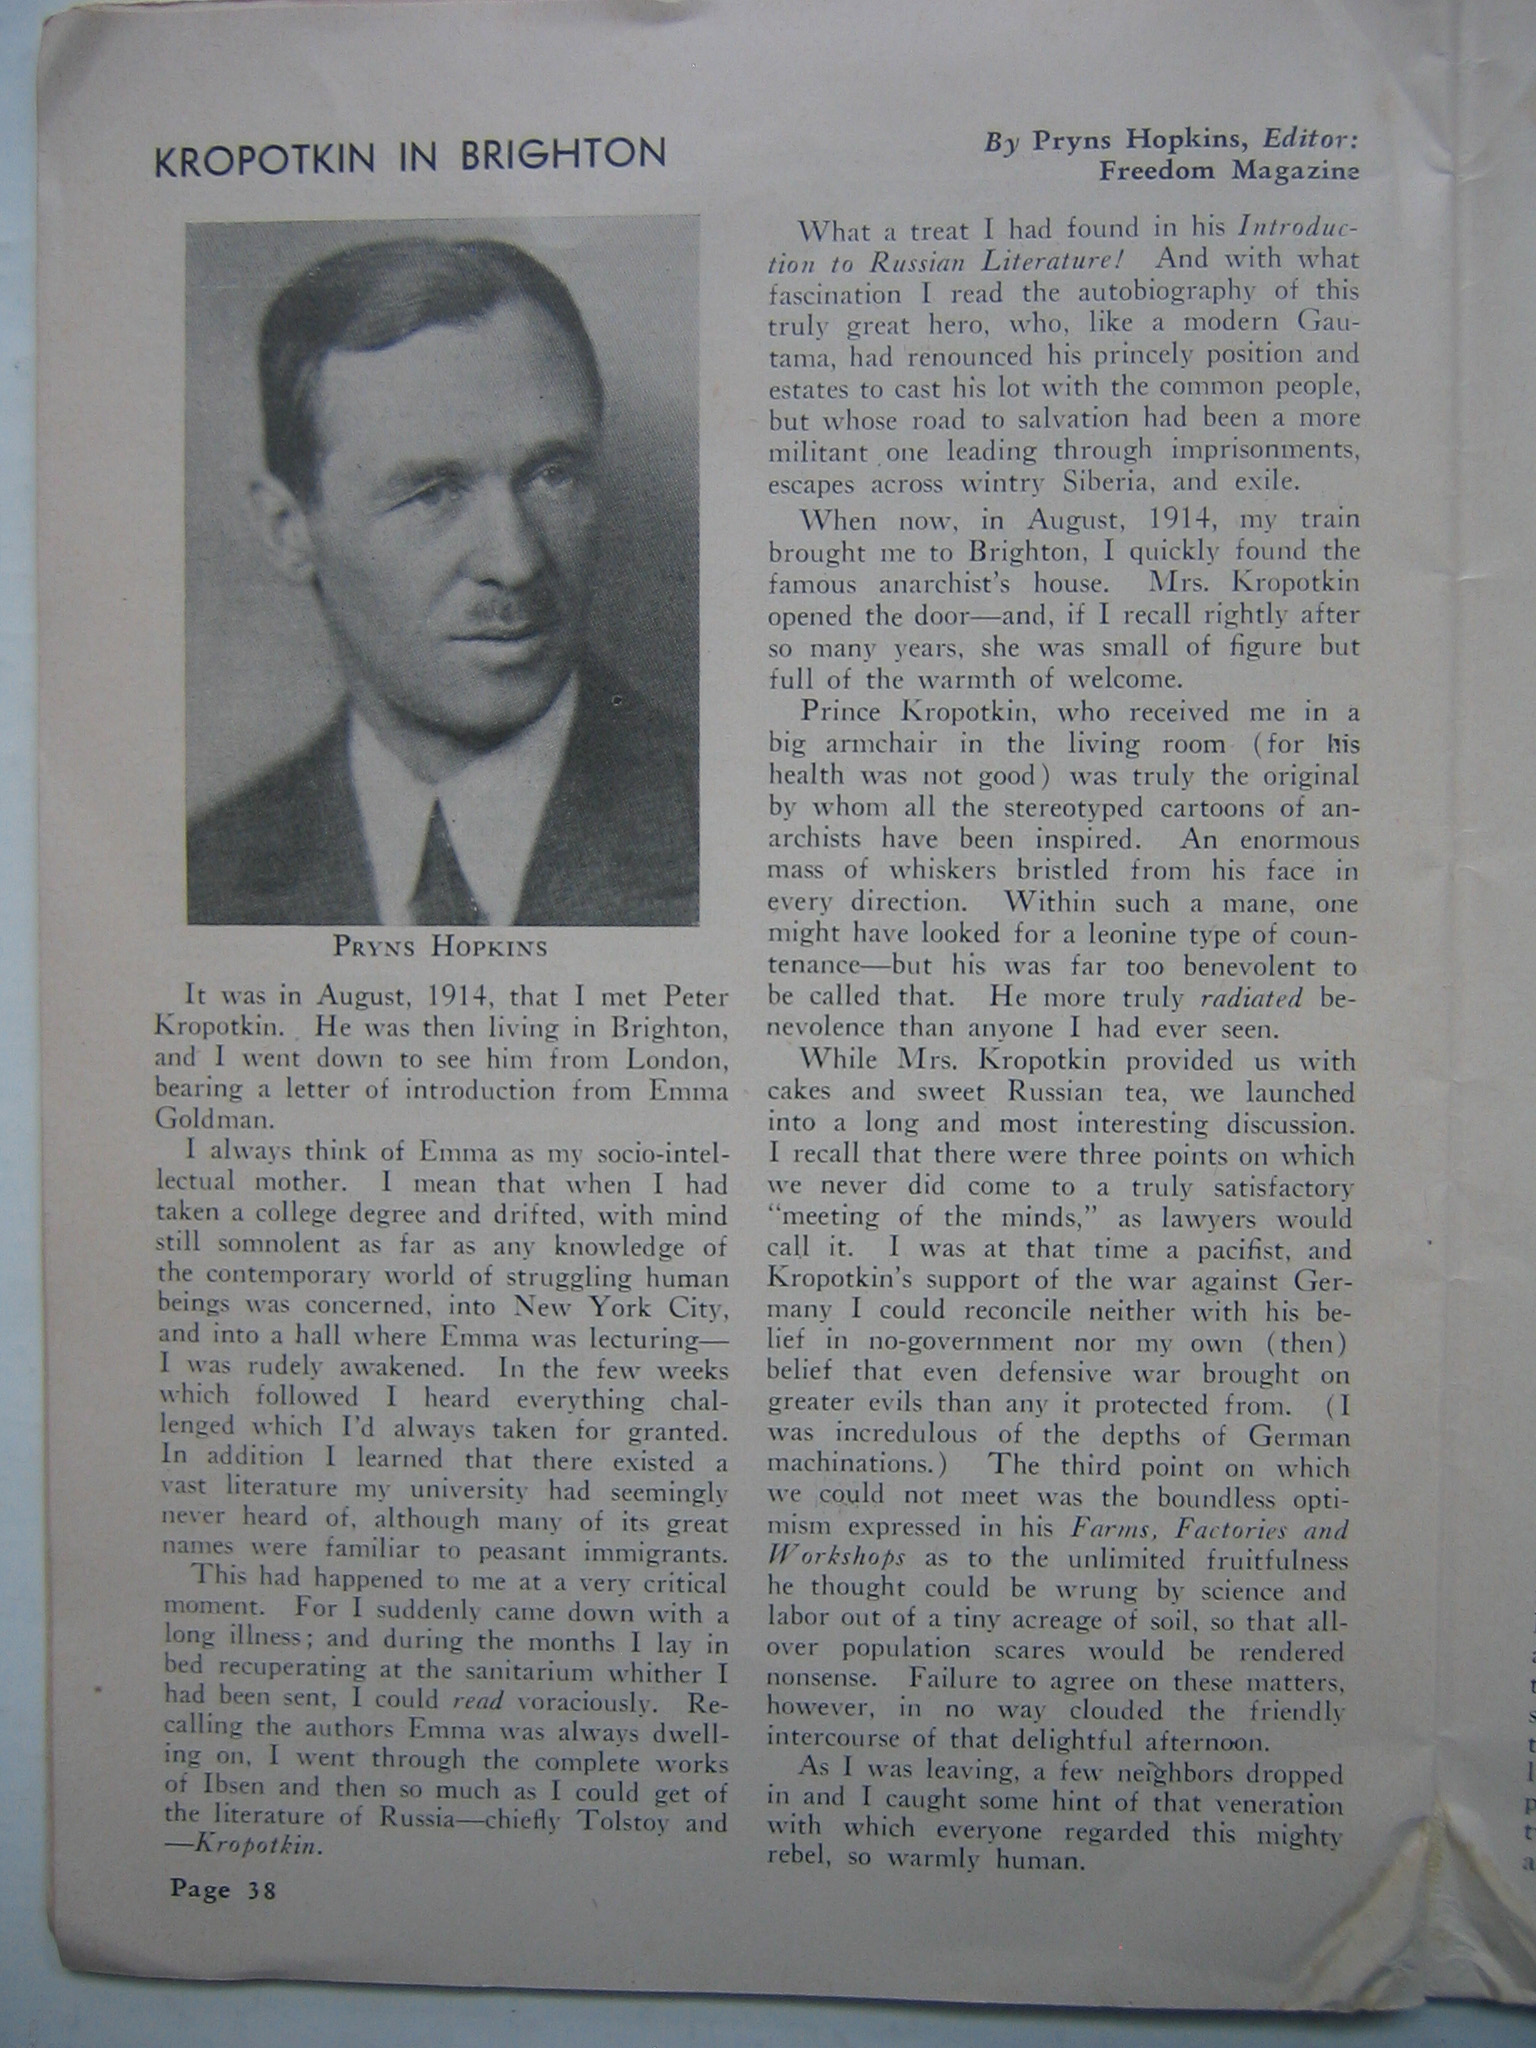 KROPOTKIN IN BRIGHTON
By Pryns Hopkins, Editor:
Freedom Magazine
PRYNS HOPKINS
It was in August, 1914, that I met Peter
Kropotkin. He was then living in Brighton,
and I went down to see him from London,
bearing a letter of introduction from Emma
Goldman.
I always think of Emma as my socio-intel-
lectual mother. I mean that when I had
taken a college degree and drifted, with mind
still somnolent as far as any knowledge of
the contemporary world of struggling human
beings was concerned, into New York City,
and into a hall where Emma was lecturing—
I was rudely awakened. In the few weeks
which followed I heard everything chal-
lenged which I'd always taken for granted.
In addition I learned that there existed a
vast literature my university had seemingly
never heard of, although many of its great
names were familiar to peasant immigrants.
This had happened to me at a very critical
moment. For I suddenly came down with a
long illness; and during the months I lay in
bed recuperating at the sanitarium whither I
had been sent, I could read voraciously. Re-
calling the authors Emma was always dwell-
ing on, I went through the complete works
of Ibsen and then so much as I could get of
the literature of Russia—chiefly Tolstoy and
—Kropotkin.
Page 38
What a treat I had found in his Introduc-
tion to Russian Literature! And with what
fascination I read the autobiography of this
truly great hero, who, like a modern Gau-
tama, had renounced his princely position and
estates to cast his lot with the common people,
but whose road to salvation had been a more
militant one leading through imprisonments,
escapes across wintry Siberia, and exile.
When now, in August, 1914, my train
brought me to Brighton, I quickly found the
famous anarchist's house. Mrs. Kropotkin
opened the door—and, if I recall rightly after
so many years, she was small of figure but
full of the warmth of welcome.
Prince Kropotkin, who received me in a
big armchair in the living room (for his
health was not good) was truly the original
by whom all the stereotyped cartoons of an-
archists have been inspired. An enormous
mass of whiskers bristled from his face in
every direction. Within such a mane, one
might have looked for a leonine type of coun-
tenance—but his was far too benevolent to
be called that. He more truly radiated be-
nevolence than anyone I had ever seen.
While Mrs. Kropotkin provided us with
cakes and sweet Russian tea, we launched
into a long and most interesting discussion.
I recall that there were three points on which
we never did come to a truly satisfactory
“meeting of the minds,” as lawyers would
call it. I was at that time a pacifist, and
Kropotkin's support of the war against Ger-
many I could reconcile neither with his be-
lief in no-government nor my own (then)
belief that even defensive war brought on
greater evils than any it protected from. (I
was incredulous of the depths of German
machinations.) The third point on which
we could not meet was the boundless opti-
mism expressed in his Farms, Factories and
Workshops as to the unlimited fruitfulness
he thought could be wrung by science and
labor out of a tiny acreage of soil, so that all-
over population scares would be rendered
nonsense. Failure to agree on these matters,
however, in no way clouded the friendly
intercourse of that delightful afternoon.
As I was leaving, a few neighbors dropped
in and I caught some hint of that veneration
with which everyone regarded this mighty
rebel, so warmly human.